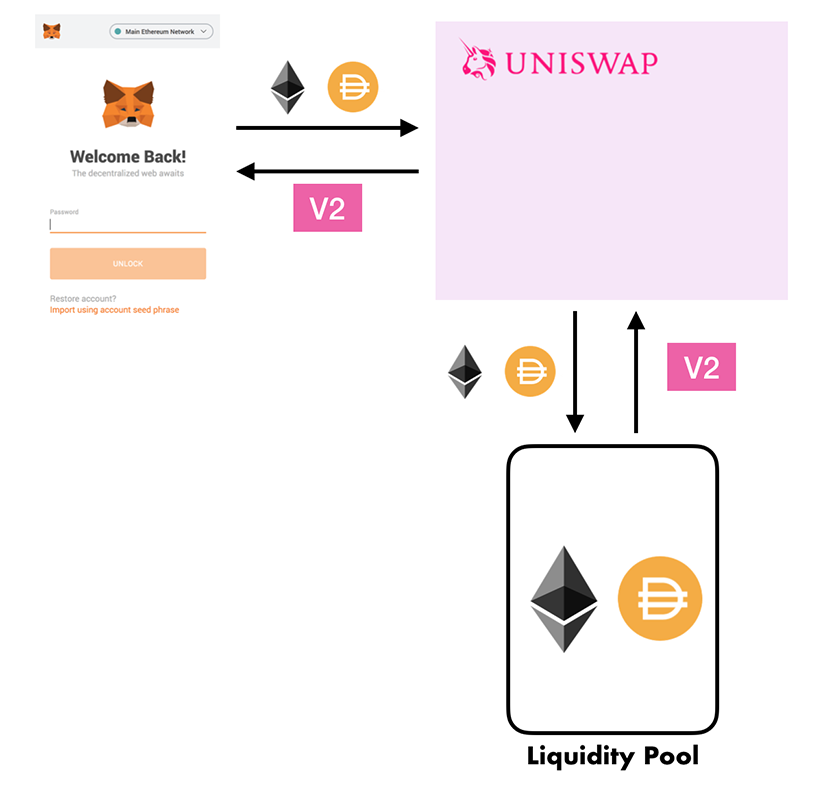 Main Ethereum Network
UNISWAP
Welcome Back!
The decentralized web awaits
V2
Password
UNLOCK
Restore account?
Import using account seed phrase
V2
Liquidity Pool